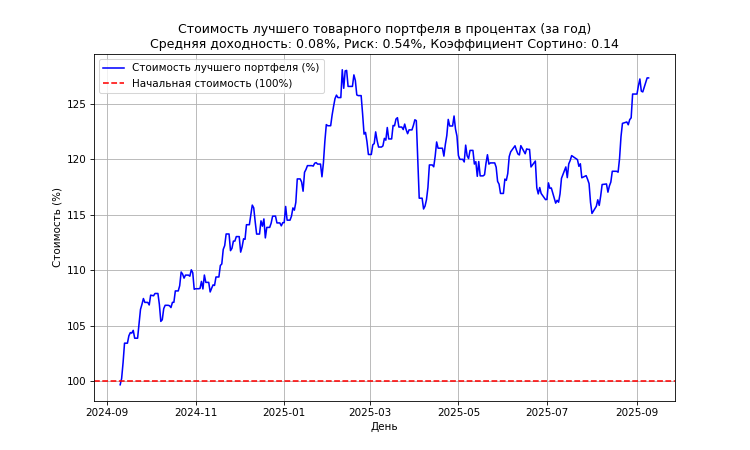 Стоимость лучшего товарного портфеля в процентах (за год)
Средняя доходность: 0.08%, Риск: 0.54%, Коэффициент Сортино: 0.14
Стоимость лучшего портфеля (%)
Начальная стоимость (100%)
Стоимость (%)
125
120
115
110
105
100
2024-09
2024-11
2025-01
2025-03
2025-05
2025-07
2025-09
День